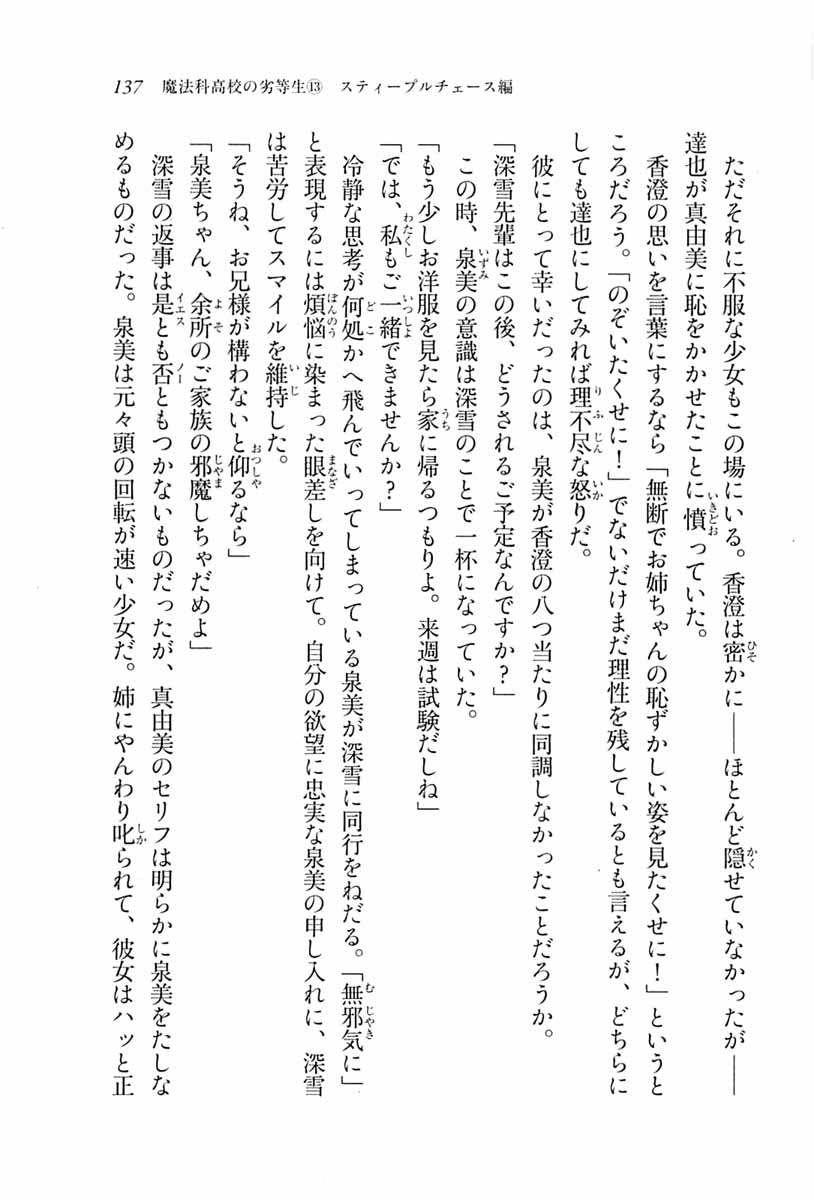 137　魔法科高校の劣等生⑬　スティープルチェース編
　ただそれに不服な少女もこの場にいる。香澄は密かに――ほとんど隠せていなかったが――
達也が真由美に恥をかかせたことに憤っていた。
　香澄の思いを言葉にするなら「無断でお姉ちゃんの恥ずかしい姿を見たくせに！」というと
ころだろう。「のぞいたくせに！」でないだけまだ理性を残しているとも言えるが、どちらに
しても達也にしてみれば理不尽な怒りだ。
　彼にとって幸いだったのは、泉美が香澄の八つ当たりに同調しなかったことだろうか。
「深雪先輩はこの後、どうされるご予定なんですか？」
　この時、泉美の意識は深雪のことで一杯になっていた。
「もう少しお洋服を見たら家に帰るつもりよ。来週は試験だしね」
「では、私もご一緒できませんか？」
　冷静な思考が何処かへ飛んでいってしまっている泉美が深雪に同行をねだる。「無邪気に」
と表現するには煩悩に染まった眼差しを向けて。自分の欲望に忠実な泉美の申し入れに、深雪
は苦労してスマイルを維持した。
「そうね、お兄様が構わないと仰るなら」
「泉美ちゃん、余所のご家族の邪魔しちゃだめよ」
　深雪の返事は是とも否ともつかないものだったが、真由美のセリフは明らかに泉美をたしな
めるものだった。泉美は元々頭の回転が速い少女だ。姉にやんわり叱られて、彼女はハッと正